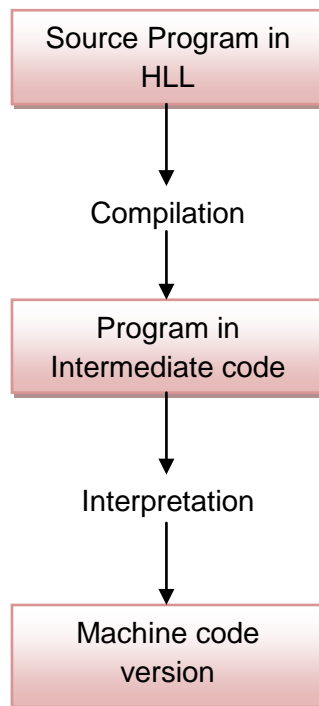 Source Program in
HLL
Compilation
Program in
Intermediate code
Interpretation
Machine code
version